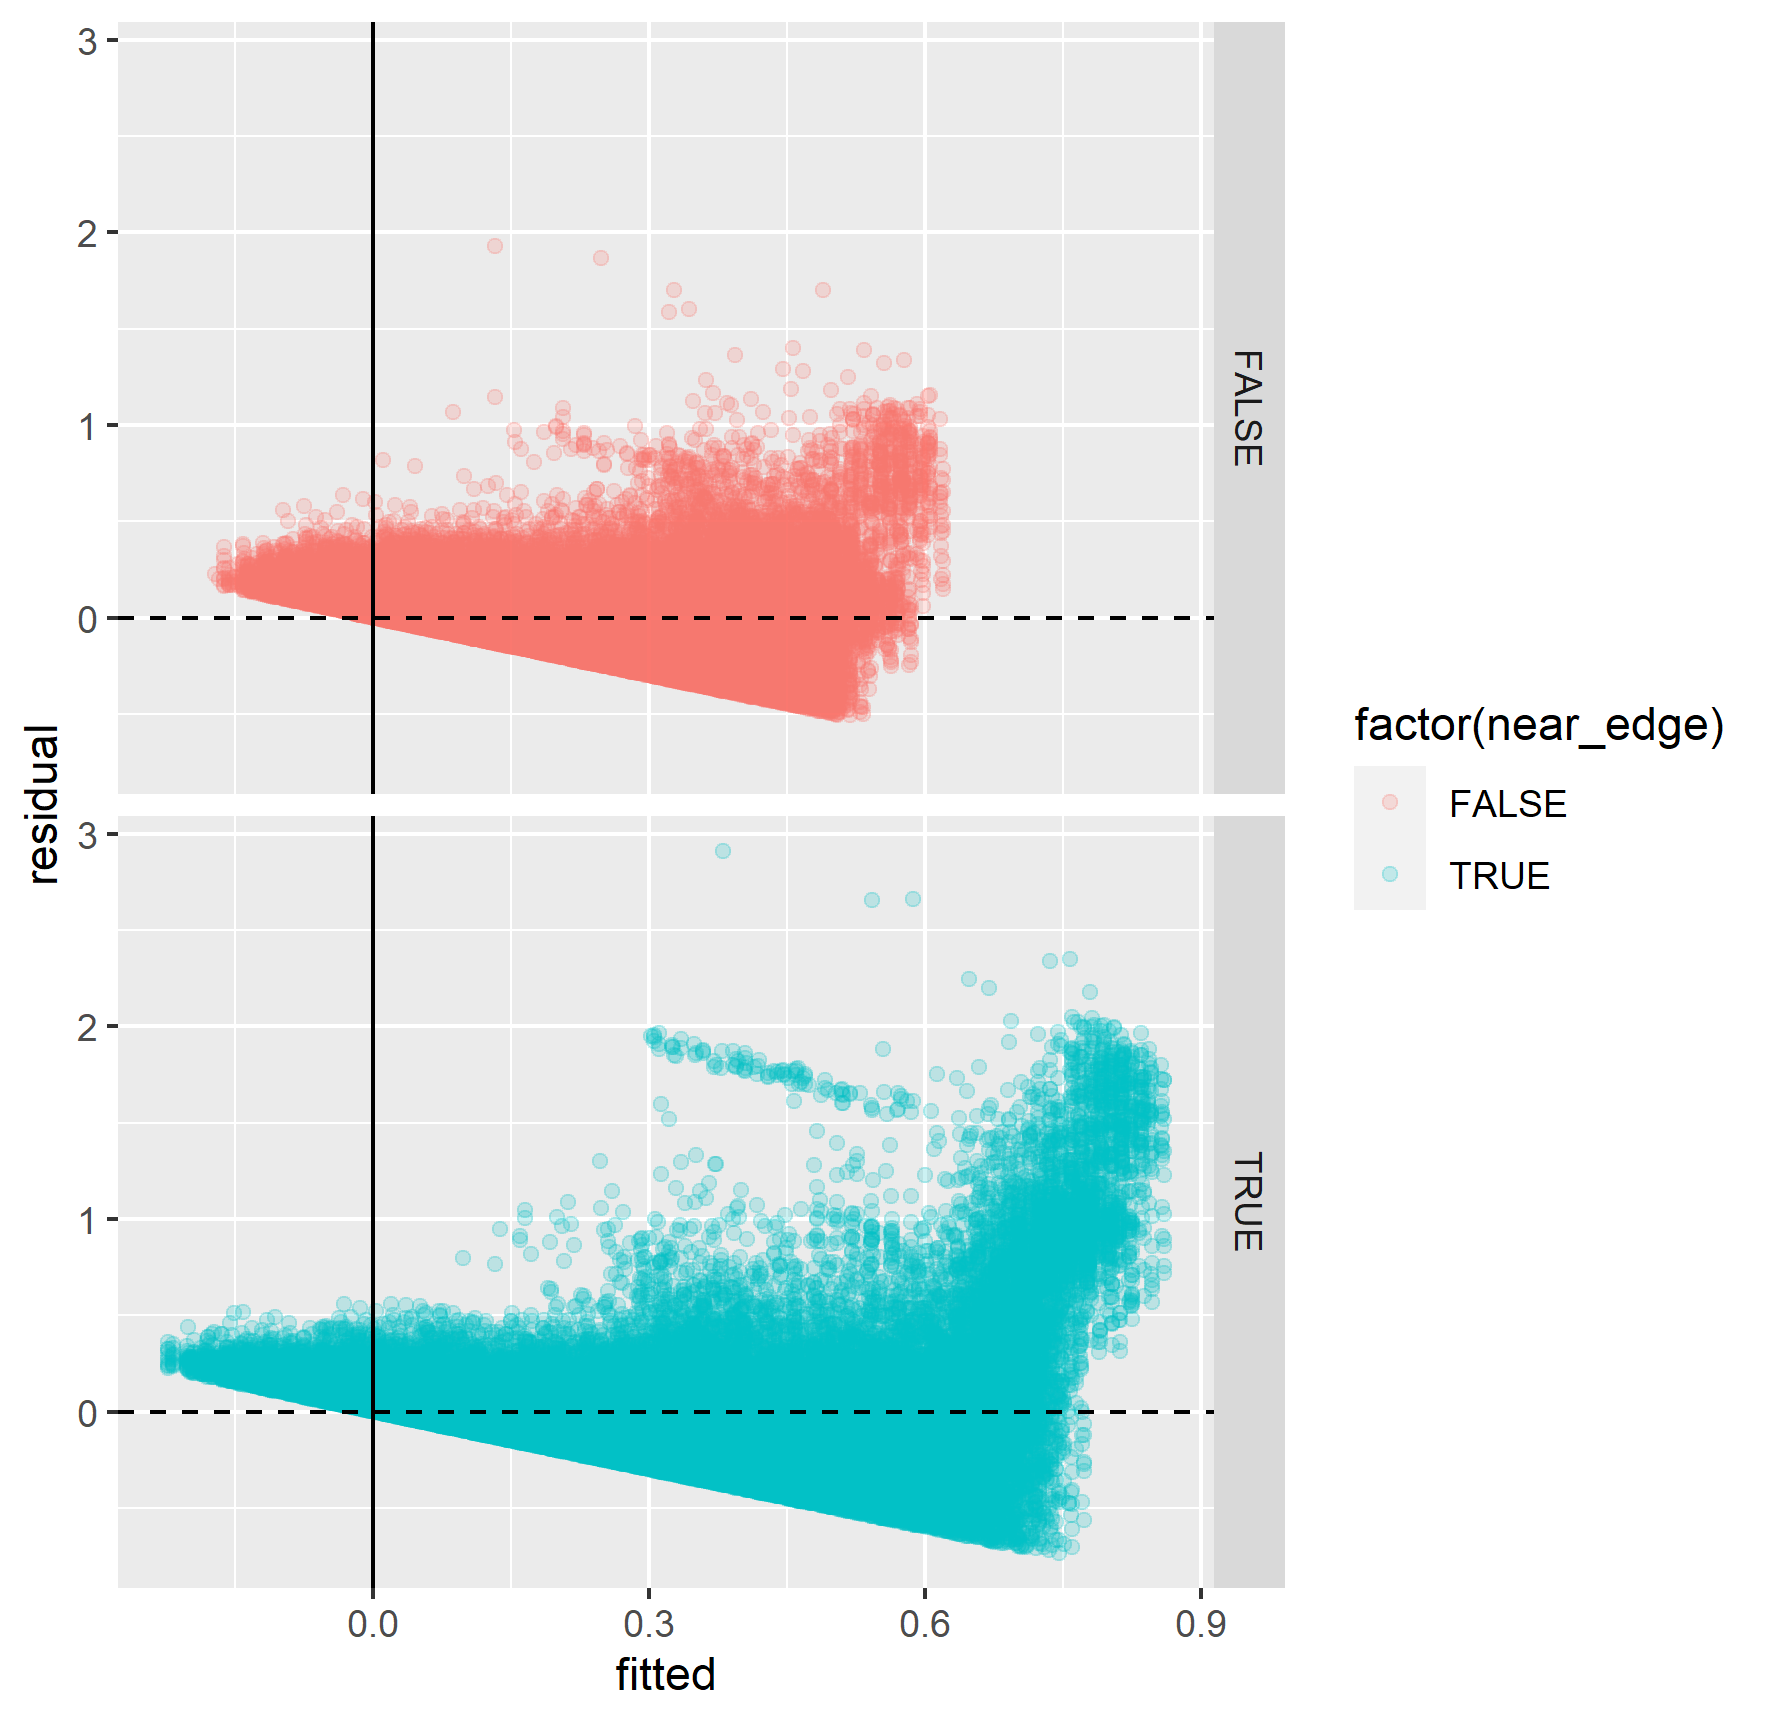 3
2
1
0
FALSE
3
2
1
0
TRUE
0.0 0.3 0.6 0.9
fitted
residual
factor(near_edge)
FALSE
TRUE